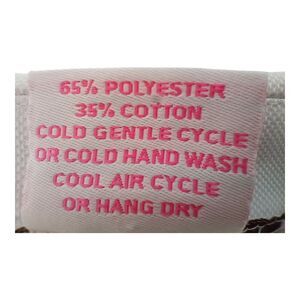 65% POLYESTER
35% COTTON
COLD GENTLE CYCLE
OR COLD HAND WASH
COOL AIR CYCLE
OR HANG DRY